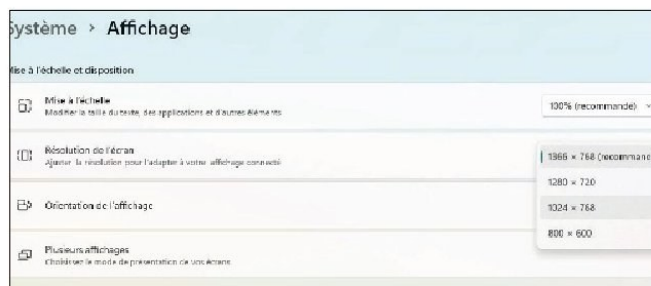 Système > Affichage
Mise à l'échelle et disposition
Mise à l'échelle
Modifier la taille du texte, des applications et d'autres éléments
100% (recommandé)
Résolution de l'écran
Ajuster la résolution pour l'adapter à votre affichage connecté
1366 × 768 (recommandé
1280 × 720
1024 × 768
800 × 600
Orientation de l'affichage
Plusieurs affichages
Choisissez le mode de présentation de vos écrans